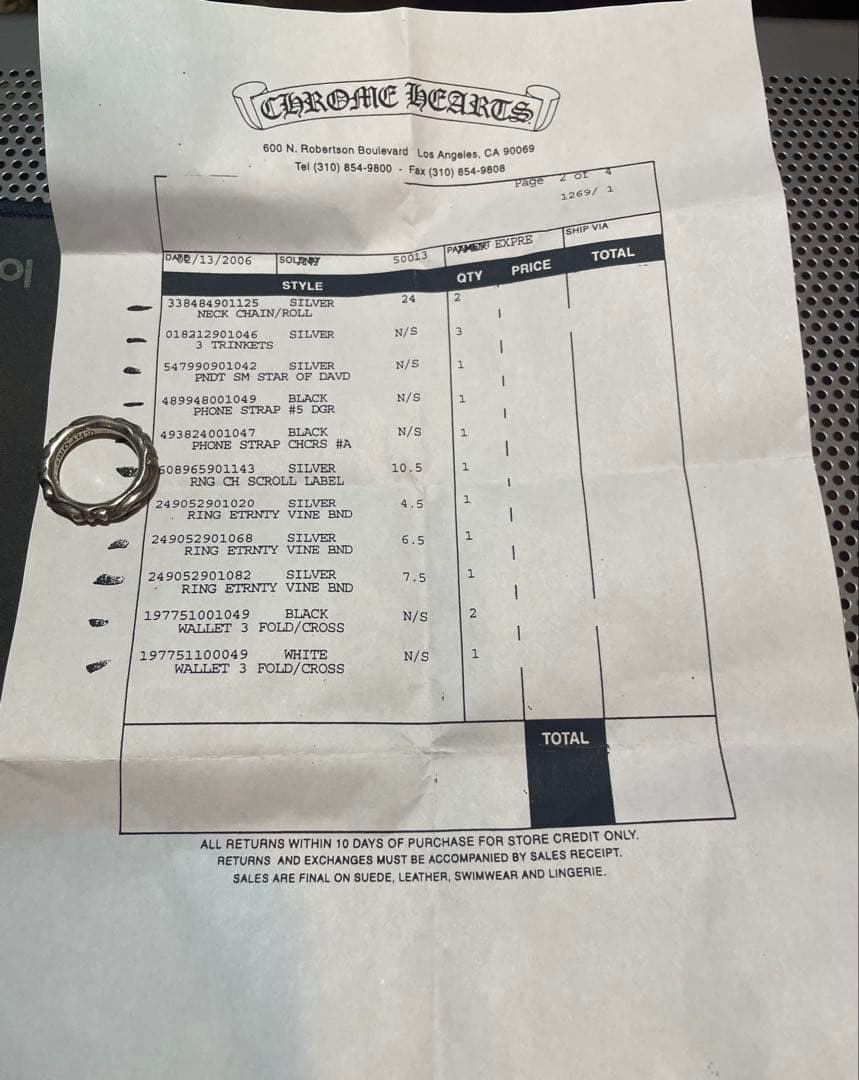 CHROME HEARTS
600 N. Robertson Boulevard Los Angeles, CA 90069
Tel (310) 854-9800 - Fax (310) 854-9808
Page 2 of 4
1269/ 1
DATE /13/2006 50013 EXPRE SHIP VIA
STYLE QTY PRICE TOTAL
338484901125 SILVER 24 2
NECK CHAIN/ROLL
018212901046 SILVER N/S 3
3 TRINKETS
547990901042 SILVER N/S 1
PNDT SM STAR OF DAVD
489948001049 BLACK N/S 1
PHONE STRAP #5 DGR
493824001047 BLACK N/S 1
PHONE STRAP CHCRS #A
608965901143 SILVER 10.5 1
RNG CH SCROLL LABEL
249052901020 SILVER 4.5 1
RING ETRNTY VINE BND
249052901068 SILVER 6.5 1
RING ETRNTY VINE BND
249052901082 SILVER 7.5 1
RING ETRNTY VINE BND
197751001049 BLACK N/S 2
WALLET 3 FOLD/CROSS
197751100049 WHITE N/S 1
WALLET 3 FOLD/CROSS
TOTAL
ALL RETURNS WITHIN 10 DAYS OF PURCHASE FOR STORE CREDIT ONLY.
RETURNS AND EXCHANGES MUST BE ACCOMPANIED BY SALES RECEIPT.
SALES ARE FINAL ON SUEDE, LEATHER, SWIMWEAR AND LINGERIE.